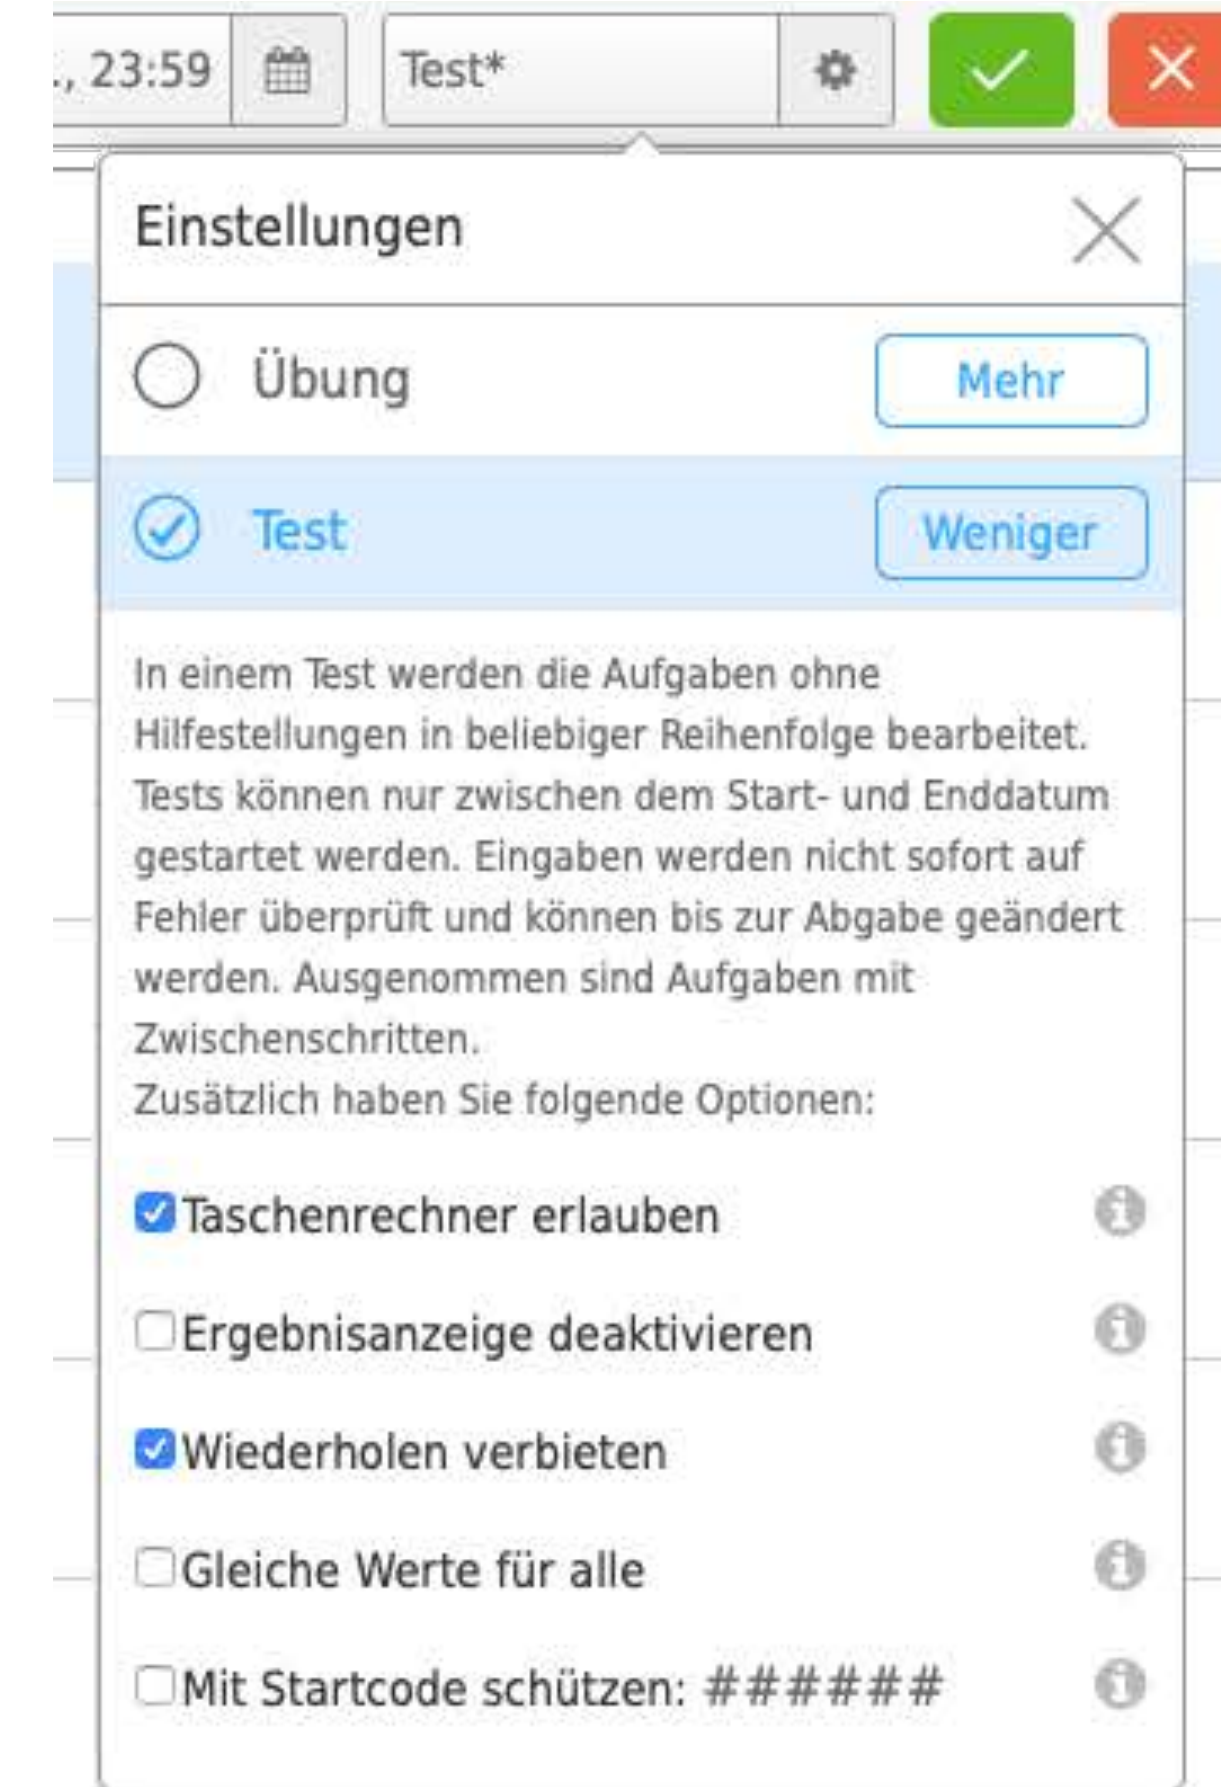 ., 23:59
Test*
Einstellungen
Übung
Mehr
Test
Weniger
In einem Test werden die Aufgaben ohne
Hilfestellungen in beliebiger Reihenfolge bearbeitet.
Tests können nur zwischen dem Start- und Enddatum
gestartet werden. Eingaben werden nicht sofort auf
Fehler überprüft und können bis zur Abgabe geändert
werden. Ausgenommen sind Aufgaben mit
Zwischenschritten.
Zusätzlich haben Sie folgende Optionen:
Taschenrechner erlauben
Ergebnisanzeige deaktivieren
Wiederholen verbieten
Gleiche Werte für alle
Mit Startcode schützen: ######